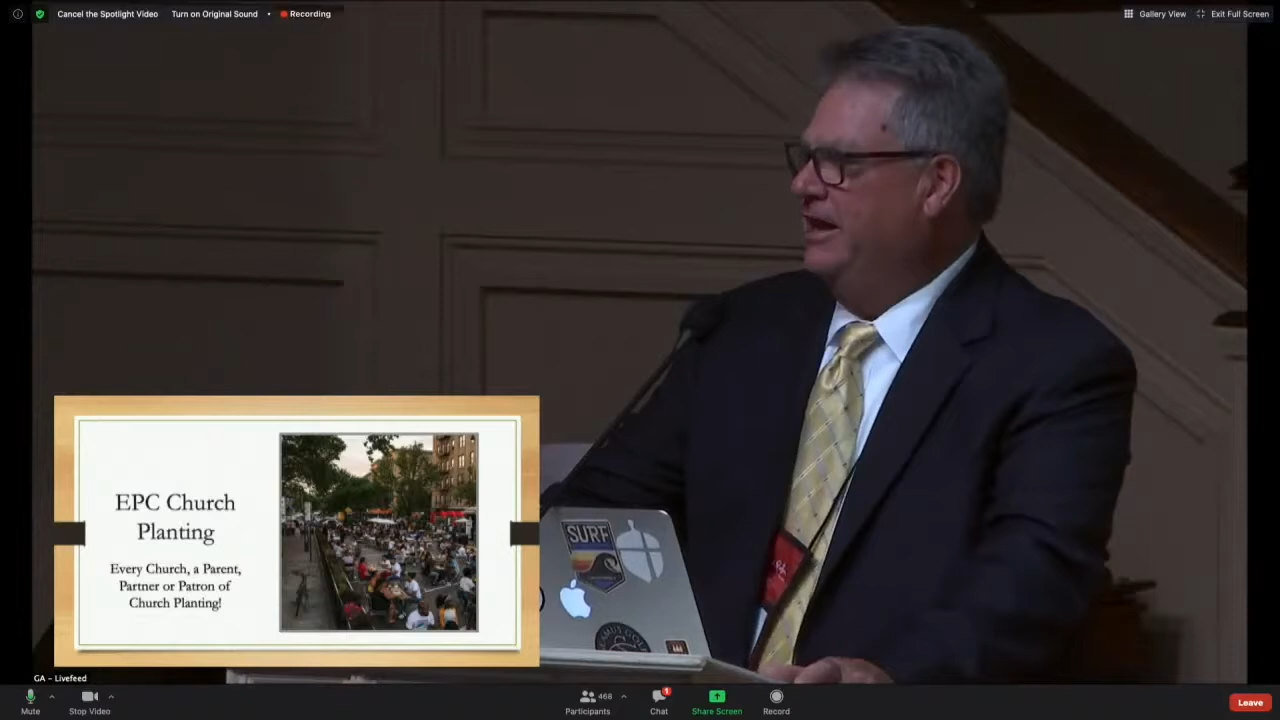 Cancel the Spotlight Video
Turn on Original Sound
Recording
Gallery View
Exit Full Screen
EPC Church
Planting
Every Church, a Parent,
Partner or Patron of
Church Planting!
SURF
GA – Livefeed
Mute
Stop Video
468
Participants
1
Chat
Share Screen
Record
Leave